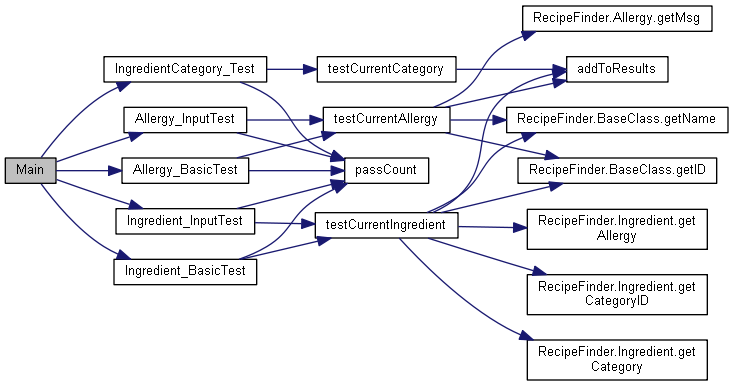 RecipeFinder.Allergy.getMsg
IngredientCategory_Test
testCurrentCategory
addToResults
Allergy_InputTest
testCurrentAllergy
RecipeFinder.BaseClass.getName
Main
Allergy_BasicTest
passCount
RecipeFinder.BaseClass.getID
Ingredient_InputTest
testCurrentIngredient
RecipeFinder.Ingredient.get
Allergy
Ingredient_BasicTest
RecipeFinder.Ingredient.get
CategoryID
RecipeFinder.Ingredient.get
Category